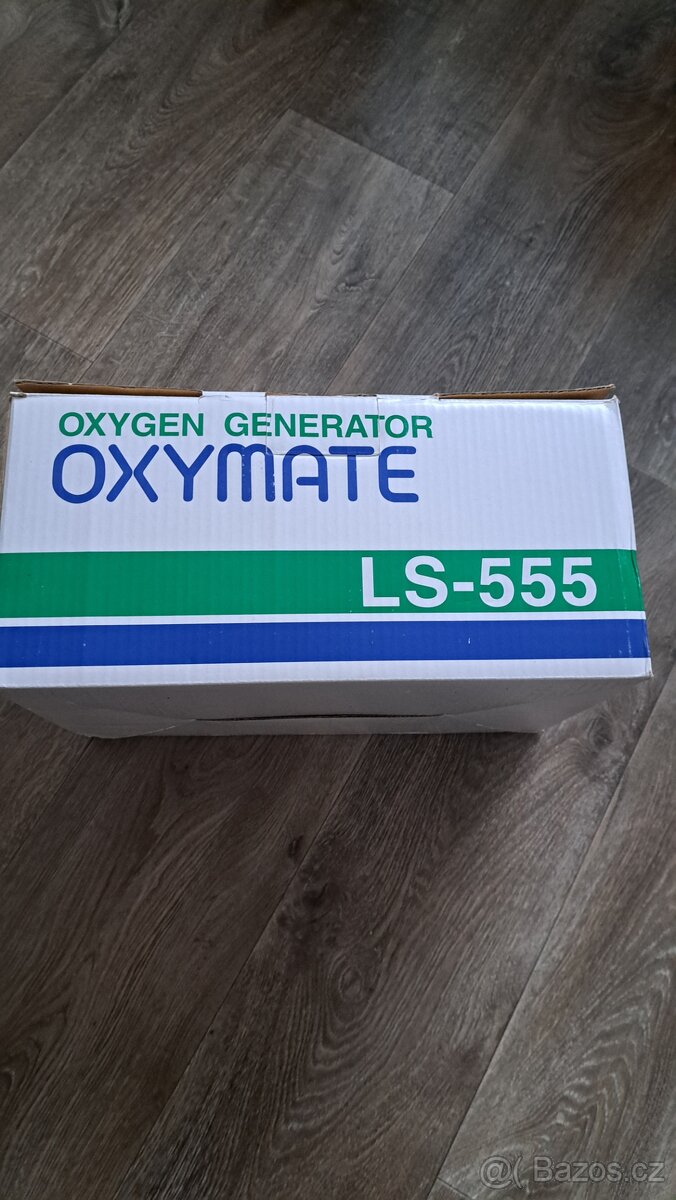 OXYGEN GENERATOR
OXYMATE
LS-555
@( Bazos.cz